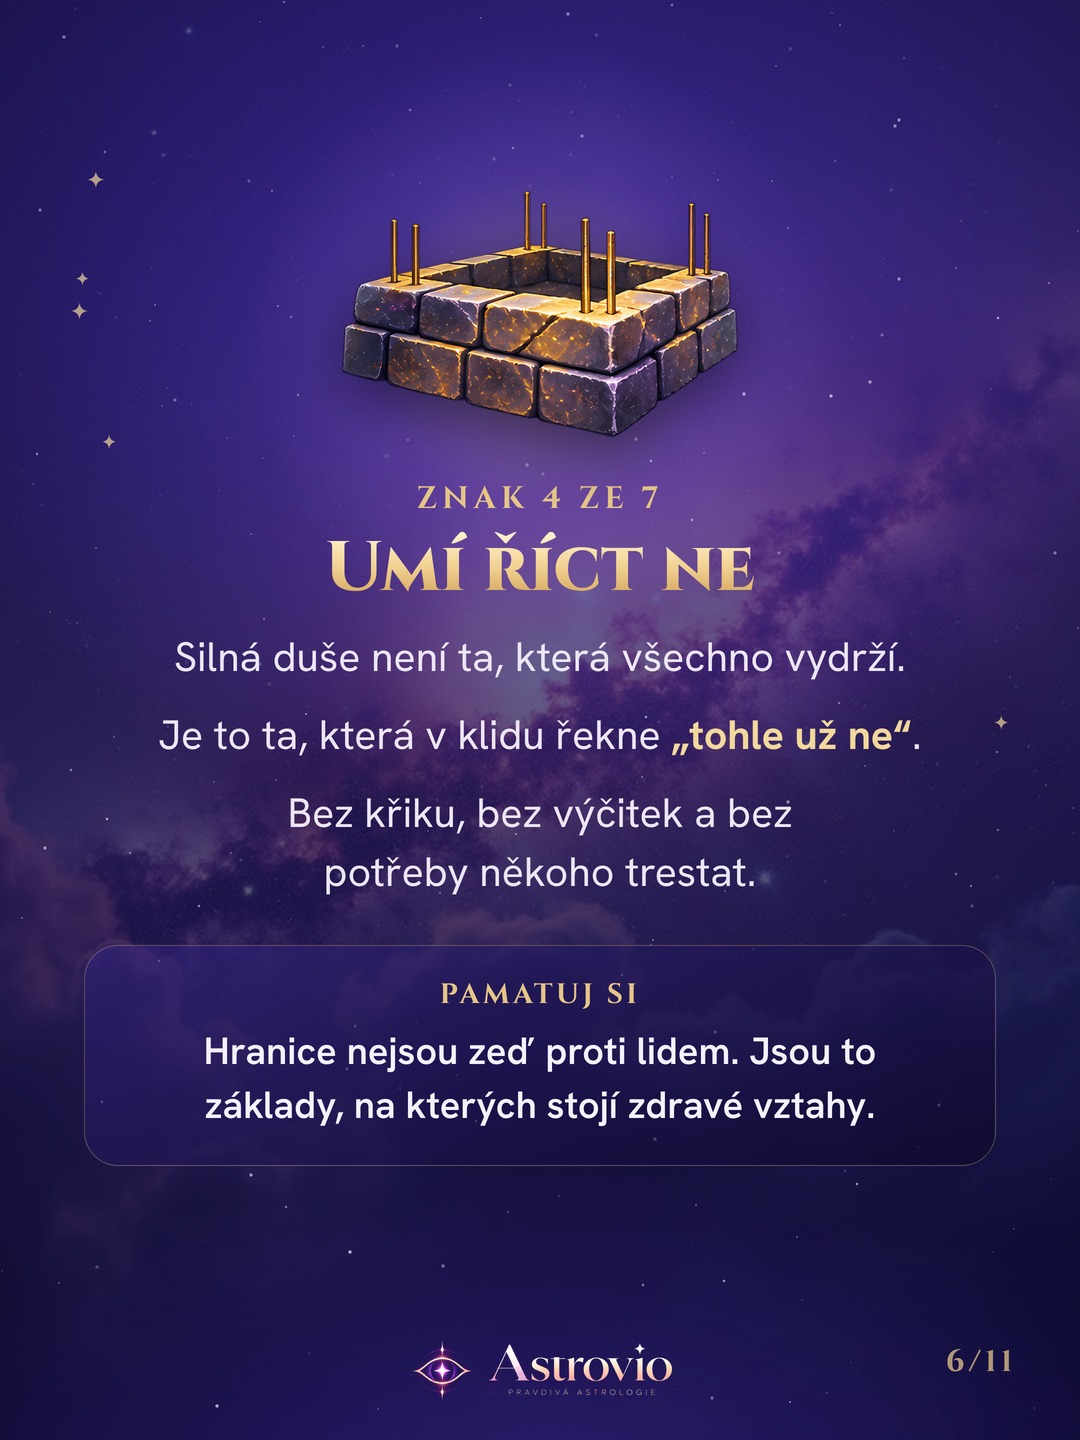 ZNAK 4 ZE 7
UMÍ ŘÍCT NE
Silná duše není ta, která všechno vydrží.
Je to ta, která v klidu řekne „tohle už ne“.
Bez křiku, bez výčitek a bez
potřeby někoho trestat.
PAMATUJ SI
Hranice nejsou zeď proti lidem. Jsou to
základy, na kterých stojí zdravé vztahy.
Astrovio
PRAVDIVÁ ASTROLOGIE
6/11